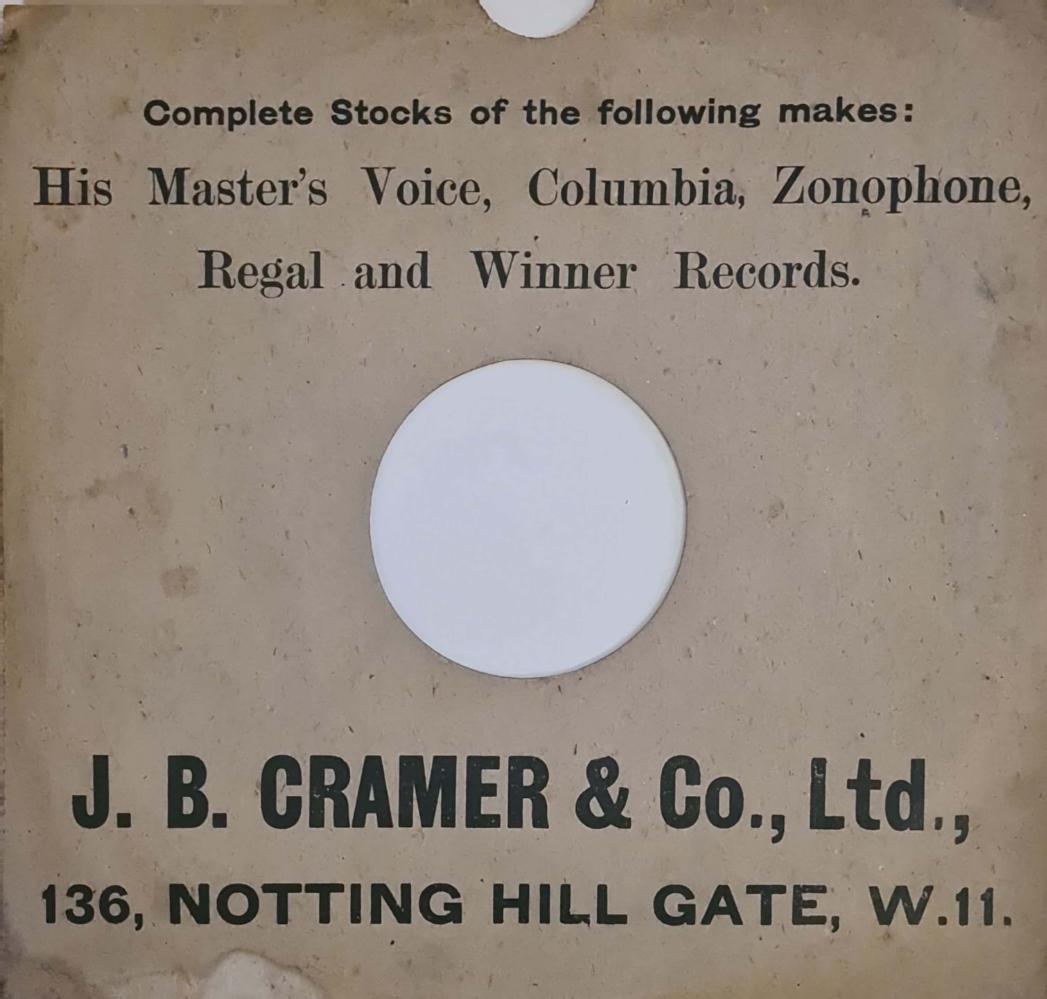 Complete Stocks of the following makes:
His Master's Voice, Columbia, Zonophone,
Regal and Winner Records.
J. B. CRAMER & Co., Ltd.,
136, NOTTING HILL GATE, W.11.